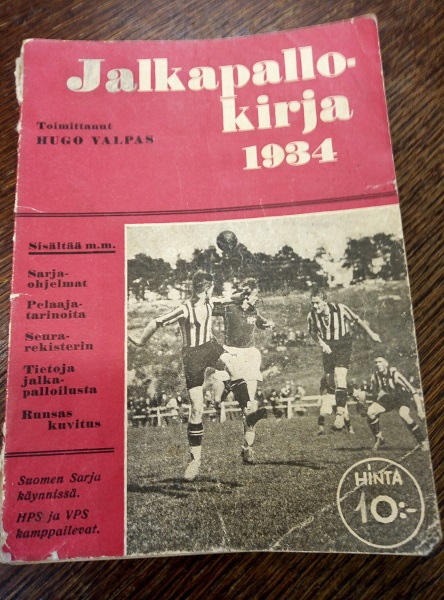 Jalkapallo-
kirja
1934
Toimittanut
HUGO VALPAS
Sisältää m.m.
Sarja-
ohjelmat
Pelaaja-
tarinoita
Seura-
rekisterin
Tietoja
jalka-
palloilusta
Runsas
kuvitus
Suomen Sarja
käynnissä.
HPS ja VPS
kamppailevat.
HINTA
10:-